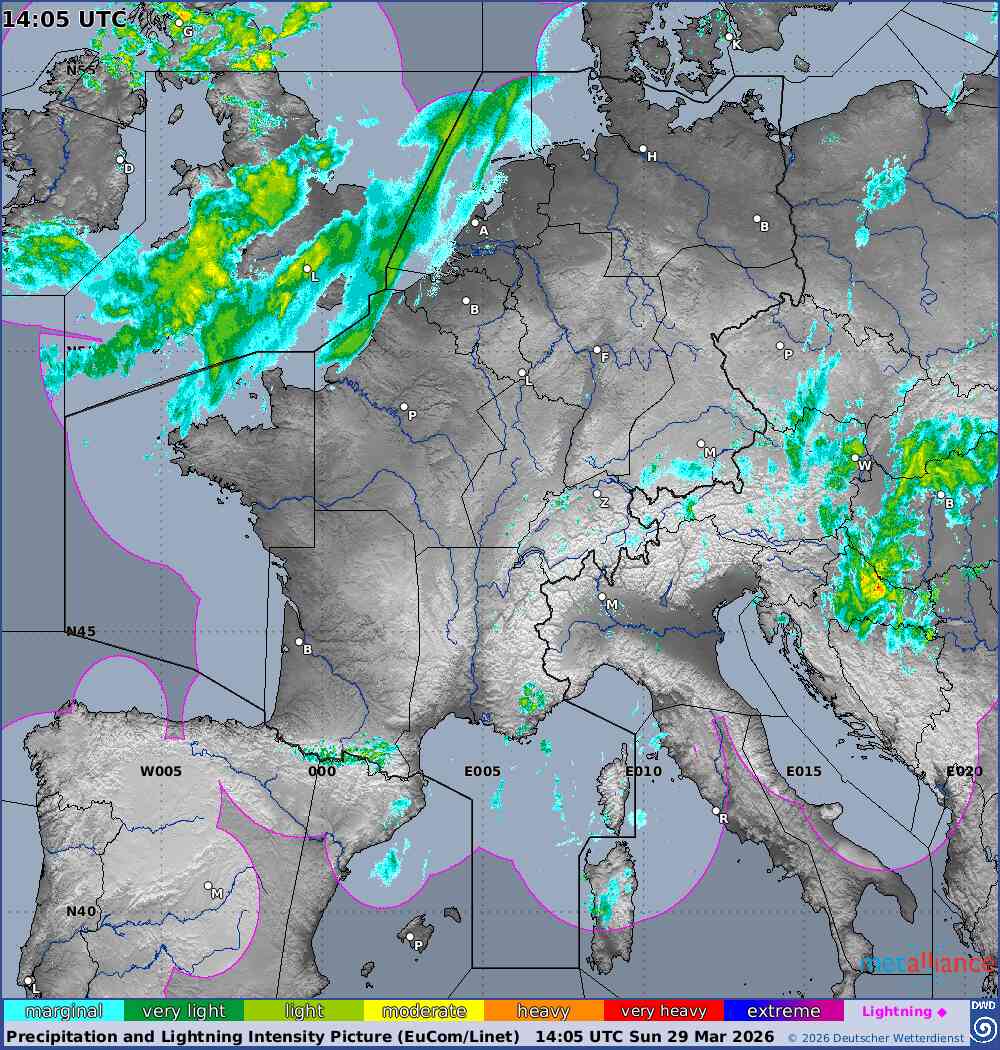 14:05 UTC
G
K
N55
D
H
B
A
L
B
P
F
L
P
M
W
Z
B
M
N45
B
W005
000
E005
E010
E015
E020
R
M
N40
P
L
metalliance
marginal
very light
light
moderate
heavy
very heavy
extreme
Lightning ◆
DWD
Precipitation and Lightning Intensity Picture (EuCom/Linet) 14:05 UTC Sun 29 Mar 2026 © 2026 Deutscher Wetterdienst